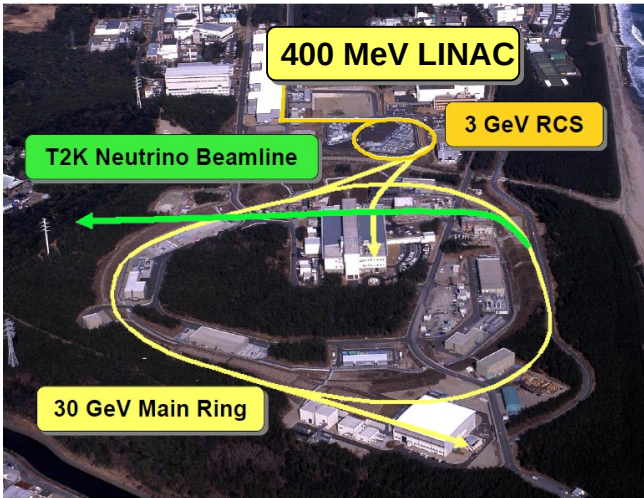 400 MeV LINAC
3 GeV RCS
T2K Neutrino Beamline
30 GeV Main Ring